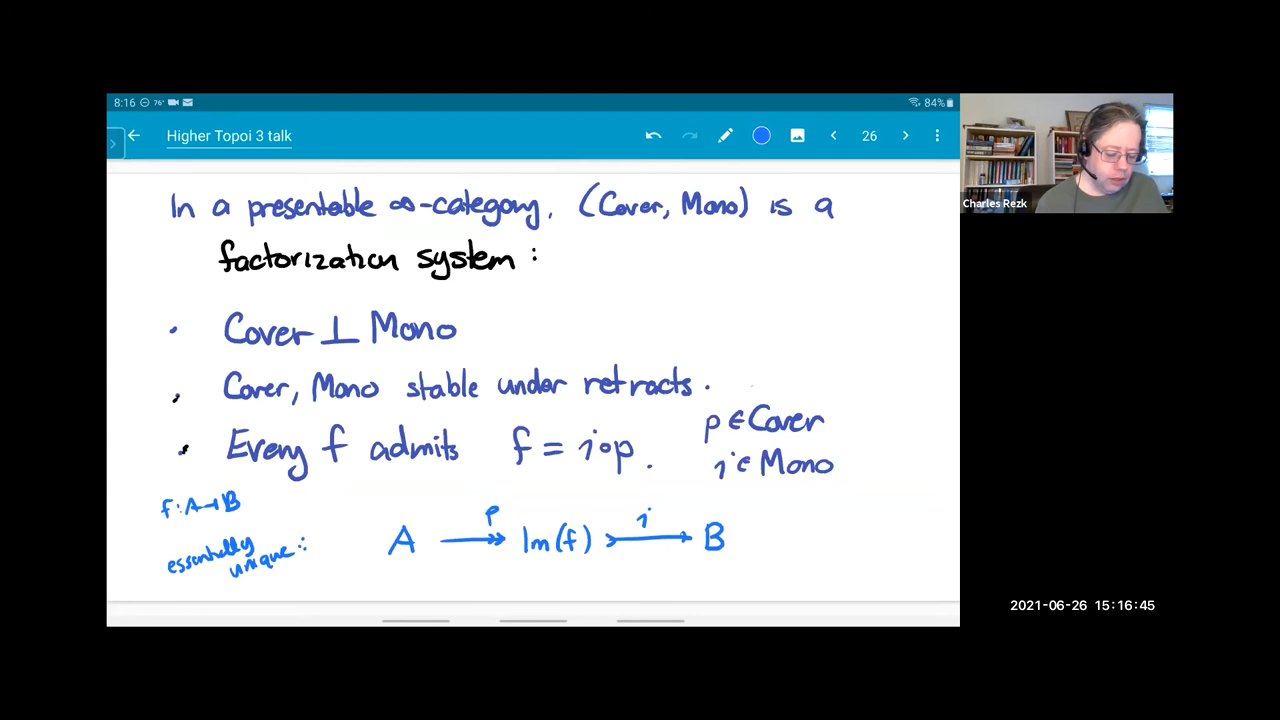 8:16 76°
84%
Higher Topoi 3 talk
26
In a presentable ∞-category, (Cover, Mono) is a
factorization system :
• Cover ⊥ Mono
• Cover, Mono stable under retracts.
• Every f admits f = i∘p. p ∈ Cover
i ∈ Mono
f: A→B
essentially unique:
A p Im(f) i B
Charles Rezk
2021-06-26 15:16:45